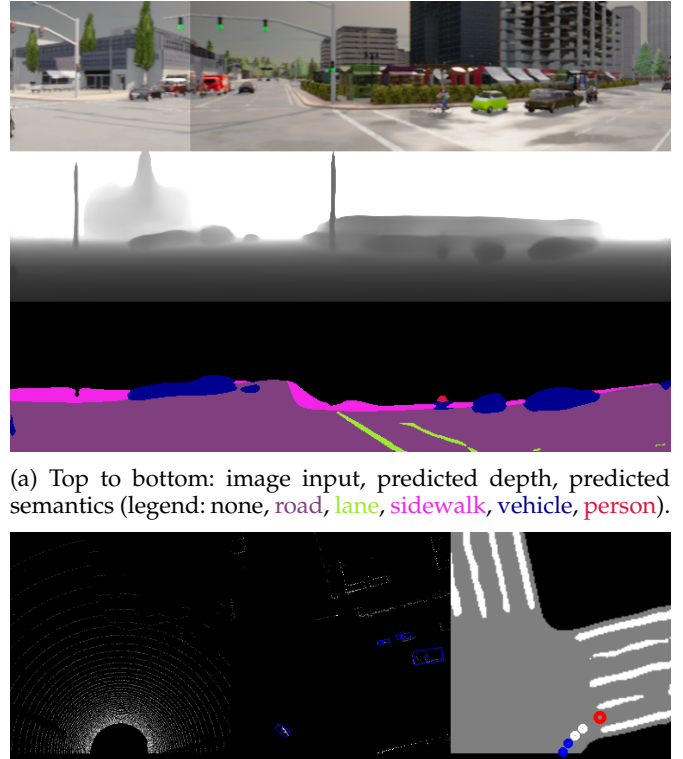 (a) Top to bottom: image input, predicted depth, predicted
semantics (legend: none, road, lane, sidewalk, vehicle, person).